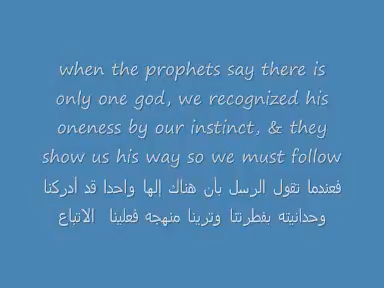 when the prophets say there is
only one god, we recognized his
oneness by our instinct, & they
show us his way so we must follow
فعندما تقول الرسل بأن هناك إلها واحدا قد أدركنا
وحدانيته بفطرتنا وترينا منهجه فعلينا الاتباع